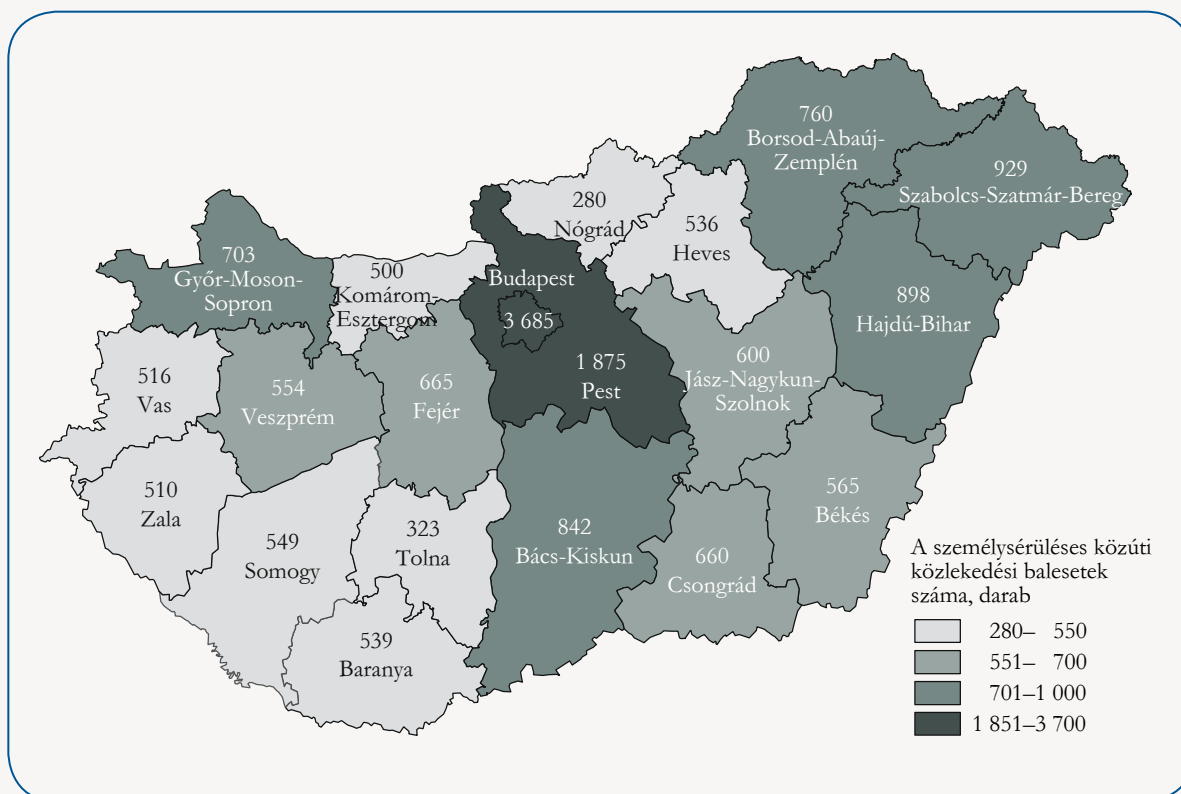 760
Borsod-Abaúj-
Zemplén
929
Szabolcs-Szatmár-Bereg
280
Nógrád
536
Heves
703
Győr-Moson-
Sopron
500
Komárom-
Esztergom
Budapest
3 685
898
Hajdú-Bihar
1 875
Pest
600
Jász-Nagykun-
Szolnok
516
Vas
554
Veszprém
665
Fejér
510
Zala
549
Somogy
323
Tolna
842
Bács-Kiskun
565
Békés
660
Csongrád
539
Baranya
A személysérüléses közúti
közlekedési balesetek
száma, darab
280– 550
551– 700
701–1 000
1 851–3 700